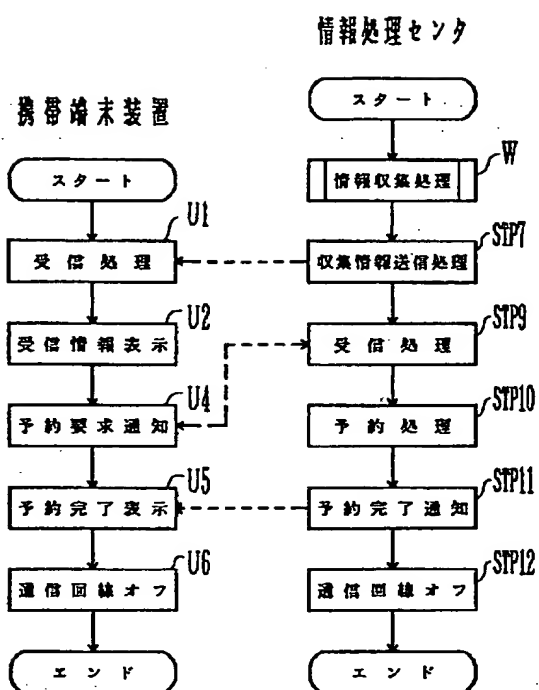 情報処理センタ
携帯端末装置
スタート
W
情報収集処理
スタート
U1
受信処理
STP7
収集情報送信処理
U2
受信情報表示
STP9
受信処理
U4
予約要求通知
STP10
予約処理
U5
予約完了表示
STP11
予約完了通知
U6
通信回線オフ
STP12
通信回線オフ
エンド
エンド